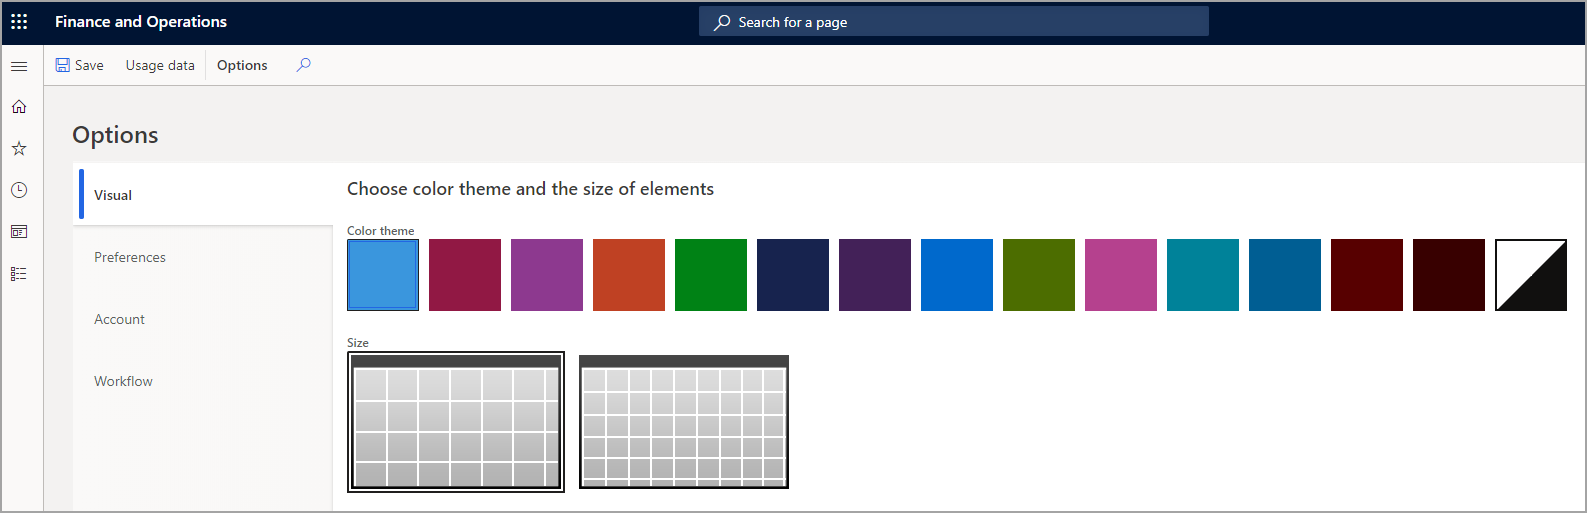 Finance and Operations
Search for a page
Save Usage data Options
Options
Visual
Preferences
Account
Workflow
Choose color theme and the size of elements
Color theme
Size